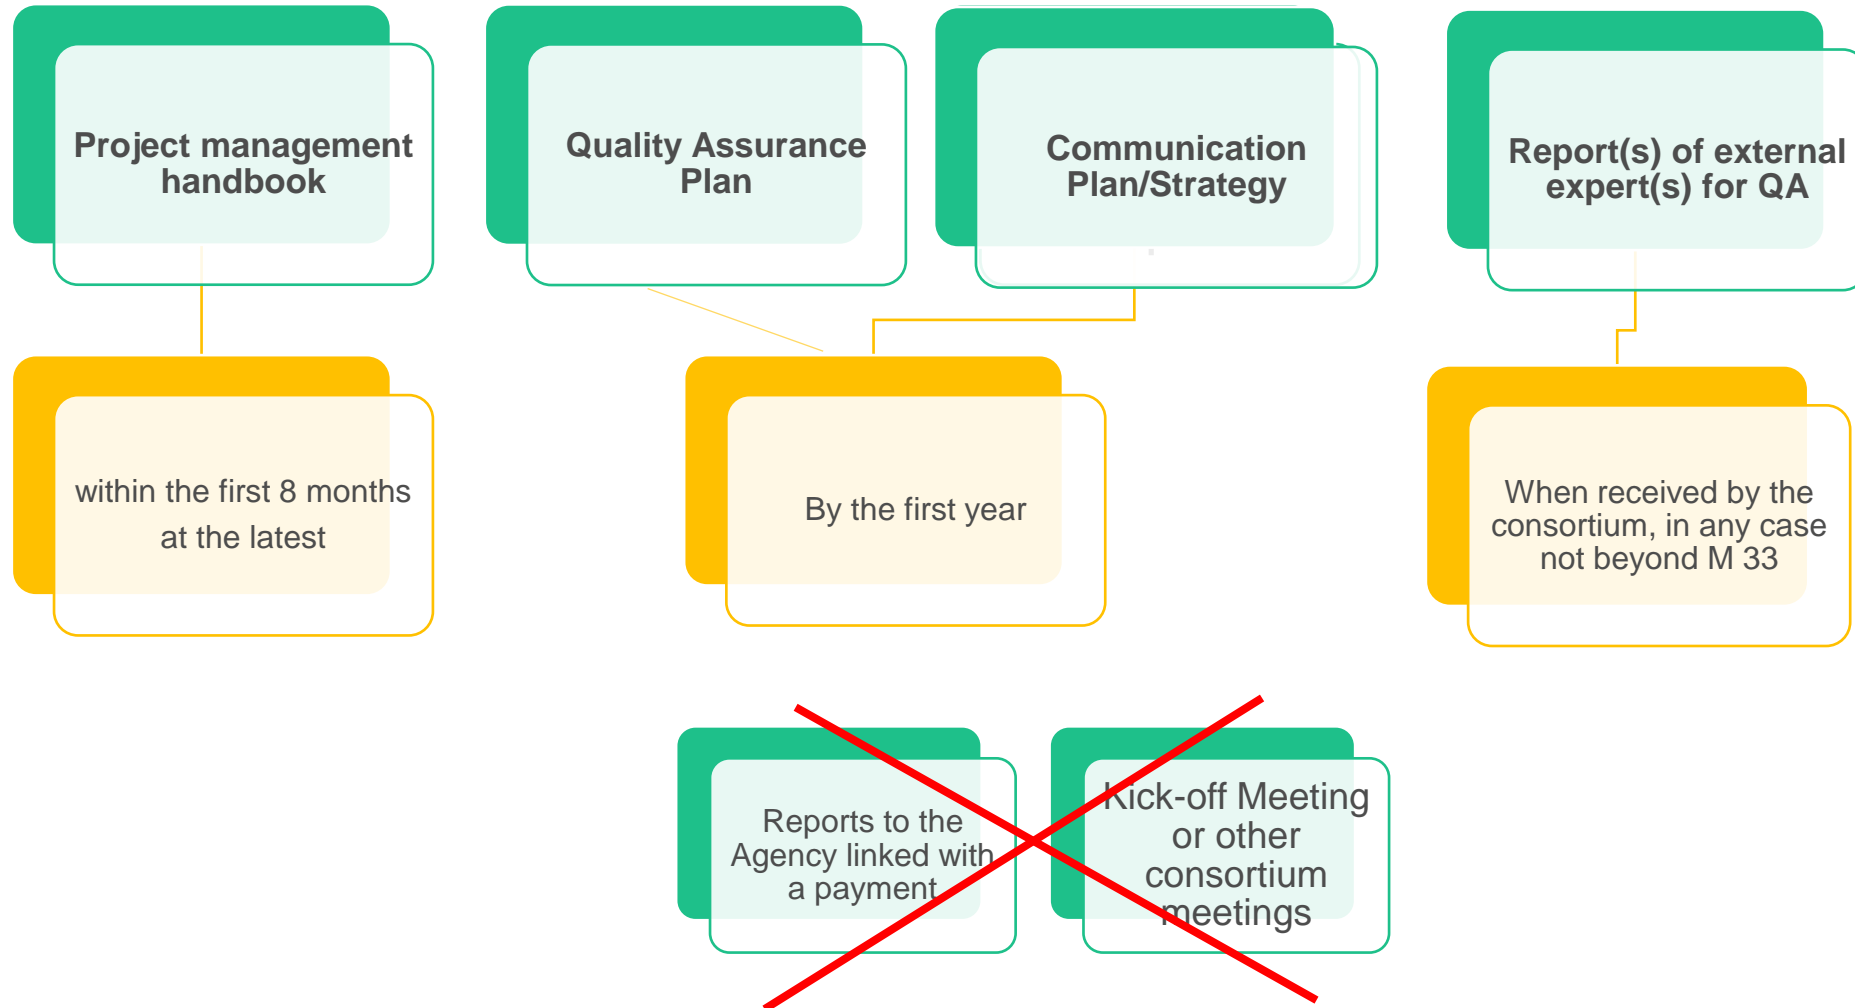 Project management
handbook
Quality Assurance
Plan
Communication
Plan/Strategy
Report(s) of external
expert(s) for QA
within the first 8 months
at the latest
By the first year
When received by the
consortium, in any case
not beyond M 33
Reports to the
Agency linked with
a payment
Kick-off Meeting
or other
consortium
meetings